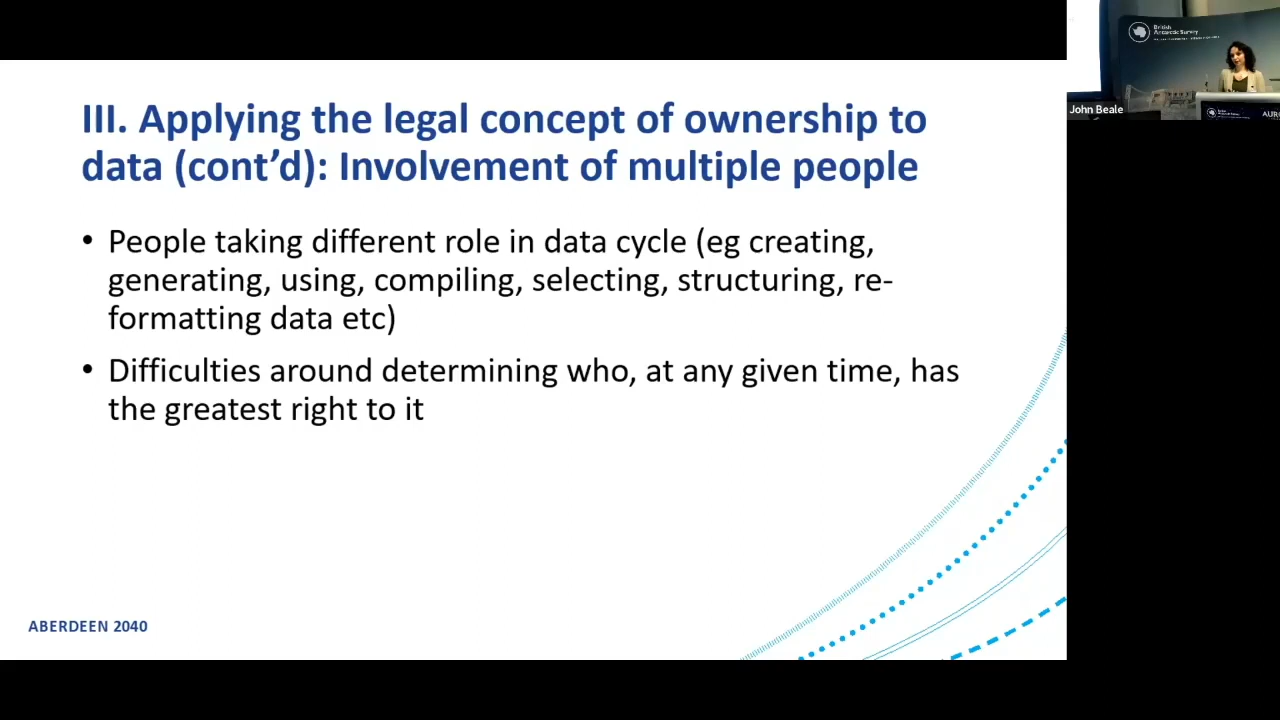 III. Applying the legal concept of ownership to
data (cont’d): Involvement of multiple people
• People taking different role in data cycle (eg creating,
generating, using, compiling, selecting, structuring, re-
formatting data etc)
• Difficulties around determining who, at any given time, has
the greatest right to it
ABERDEEN 2040
British
Antarctic Survey
John Beale